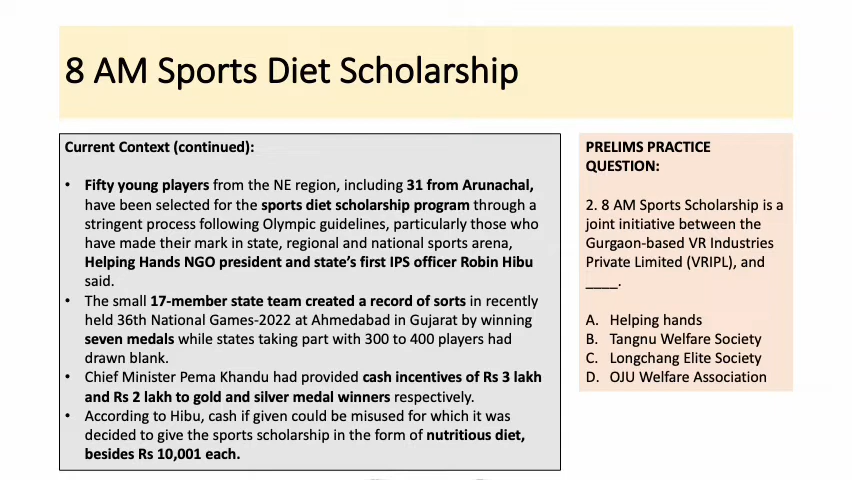 8 AM Sports Diet Scholarship
Current Context (continued):
• Fifty young players from the NE region, including 31 from Arunachal,
have been selected for the sports diet scholarship program through a
stringent process following Olympic guidelines, particularly those who
have made their mark in state, regional and national sports arena,
Helping Hands NGO president and state's first IPS officer Robin Hibu
said.
• The small 17-member state team created a record of sorts in recently
held 36th National Games-2022 at Ahmedabad in Gujarat by winning
seven medals while states taking part with 300 to 400 players had
drawn blank.
• Chief Minister Pema Khandu had provided cash incentives of Rs 3 lakh
and Rs 2 lakh to gold and silver medal winners respectively.
• According to Hibu, cash if given could be misused for which it was
decided to give the sports scholarship in the form of nutritious diet,
besides Rs 10,001 each.
PRELIMS PRACTICE
QUESTION:
2. 8 AM Sports Scholarship is a
joint initiative between the
Gurgaon-based VR Industries
Private Limited (VRIPL), and
____.
A. Helping hands
B. Tangnu Welfare Society
C. Longchang Elite Society
D. OJU Welfare Association